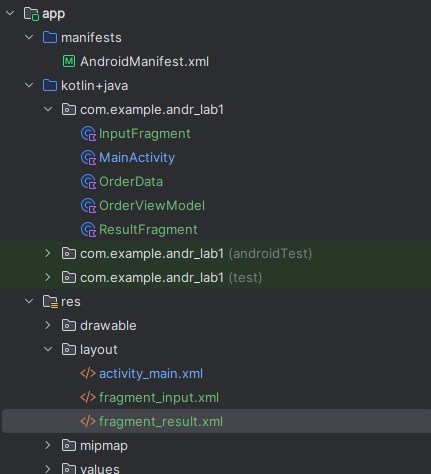 app
manifests
AndroidManifest.xml
kotlin+java
com.example.andr_lab1
InputFragment
MainActivity
OrderData
OrderViewModel
ResultFragment
com.example.andr_lab1 (androidTest)
com.example.andr_lab1 (test)
res
drawable
layout
activity_main.xml
fragment_input.xml
fragment_result.xml
mipmap
values